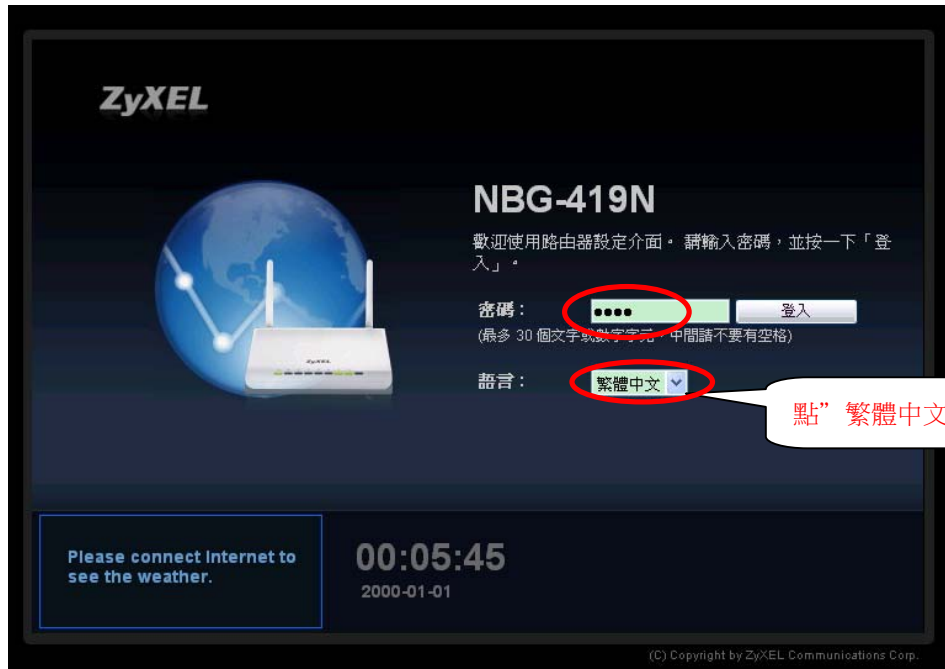 ZyXEL
NBG-419N
歡迎使用路由器設定介面。 請輸入密碼,並按一下「登
入」。
密碼: •••• 登入
(最多 30 個文字或數字字元,中間請不要有空格)
語言: 繁體中文
點”繁體中文
ZyXEL
Please connect Internet to
see the weather.
00:05:45
2000-01-01
(C) Copyright by ZyXEL Communications Corp.